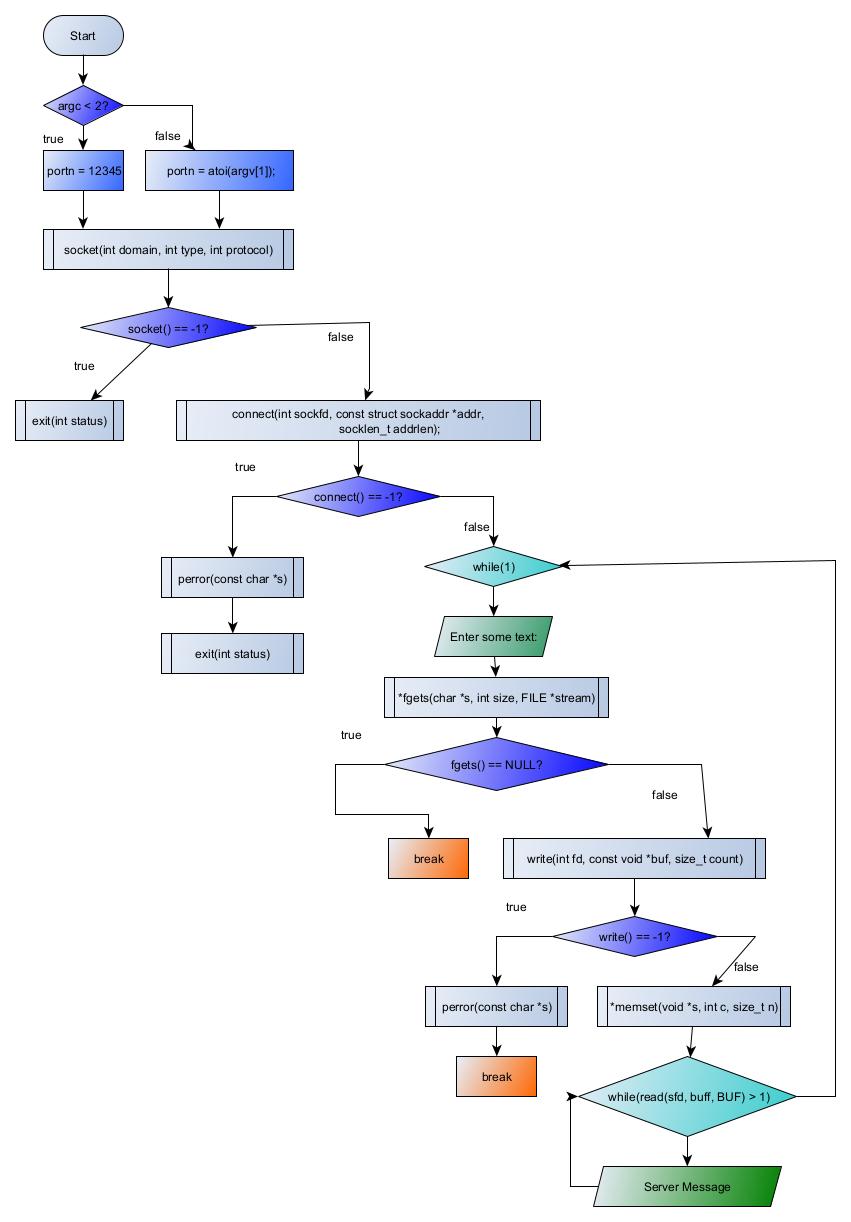 Start
argc < 2?
true
false
portn = 12345
portn = atoi(argv[1]);
socket(int domain, int type, int protocol)
socket() == -1?
false
true
exit(int status)
connect(int sockfd, const struct sockaddr *addr,
socklen_t addrlen);
true
connect() == -1?
false
while(1)
perror(const char *s)
Enter some text:
exit(int status)
*fgets(char *s, int size, FILE *stream)
true
fgets() == NULL?
false
break
write(int fd, const void *buf, size_t count)
true
write() == -1?
false
perror(const char *s)
*memset(void *s, int c, size_t n)
break
while(read(sfd, buff, BUF) > 1)
Server Message